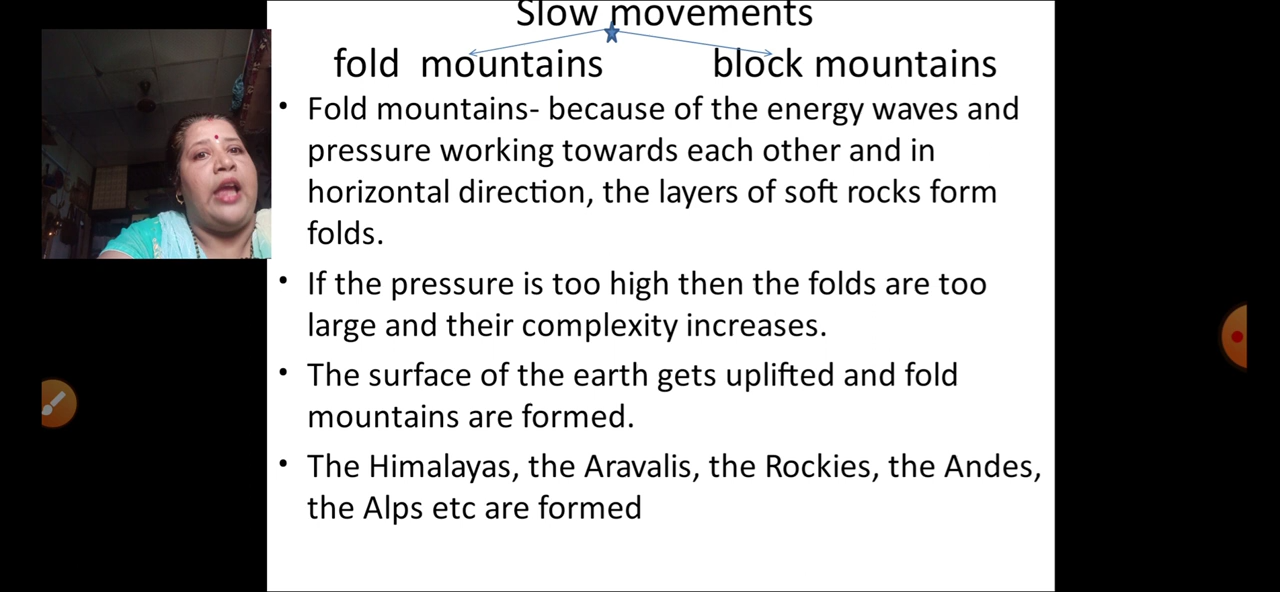 Slow movements
fold mountains block mountains
• Fold mountains- because of the energy waves and
pressure working towards each other and in
horizontal direction, the layers of soft rocks form
folds.
• If the pressure is too high then the folds are too
large and their complexity increases.
• The surface of the earth gets uplifted and fold
mountains are formed.
• The Himalayas, the Aravalis, the Rockies, the Andes,
the Alps etc are formed